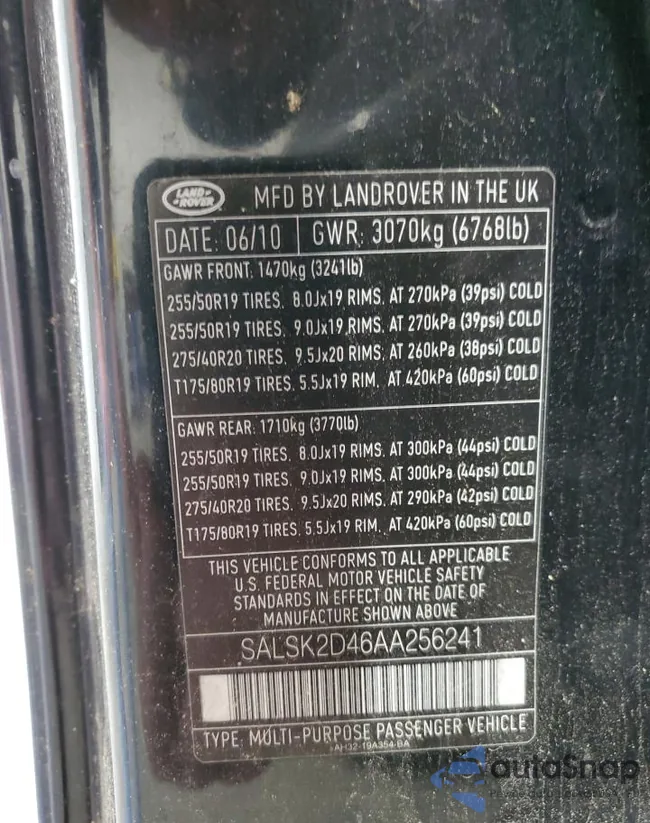 LAND ROVER
MFD BY LANDROVER IN THE UK
DATE: 06/10 GWR: 3070kg (6768lb)
GAWR FRONT: 1470kg (3241lb)
255/50R19 TIRES. 8.0Jx19 RIMS. AT 270kPa (39psi) COLD
255/50R19 TIRES. 9.0Jx19 RIMS. AT 270kPa (39psi) COLD
275/40R20 TIRES. 9.5Jx20 RIMS. AT 260kPa (38psi) COLD
T175/80R19 TIRES. 5.5Jx19 RIM. AT 420kPa (60psi) COLD
GAWR REAR: 1710kg (3770lb)
255/50R19 TIRES. 8.0Jx19 RIMS. AT 300kPa (44psi) COLD
255/50R19 TIRES. 9.0Jx19 RIMS. AT 300kPa (44psi) COLD
275/40R20 TIRES. 9.5Jx20 RIMS. AT 290kPa (42psi) COLD
T175/80R19 TIRES. 5.5Jx19 RIM. AT 420kPa (60psi) COLD
THIS VEHICLE CONFORMS TO ALL APPLICABLE
U.S. FEDERAL MOTOR VEHICLE SAFETY
STANDARDS IN EFFECT ON THE DATE OF
MANUFACTURE SHOWN ABOVE
SALSK2D46AA256241
TYPE: MULTI-PURPOSE PASSENGER VEHICLE
AH32-19A354-BA
autoSnap